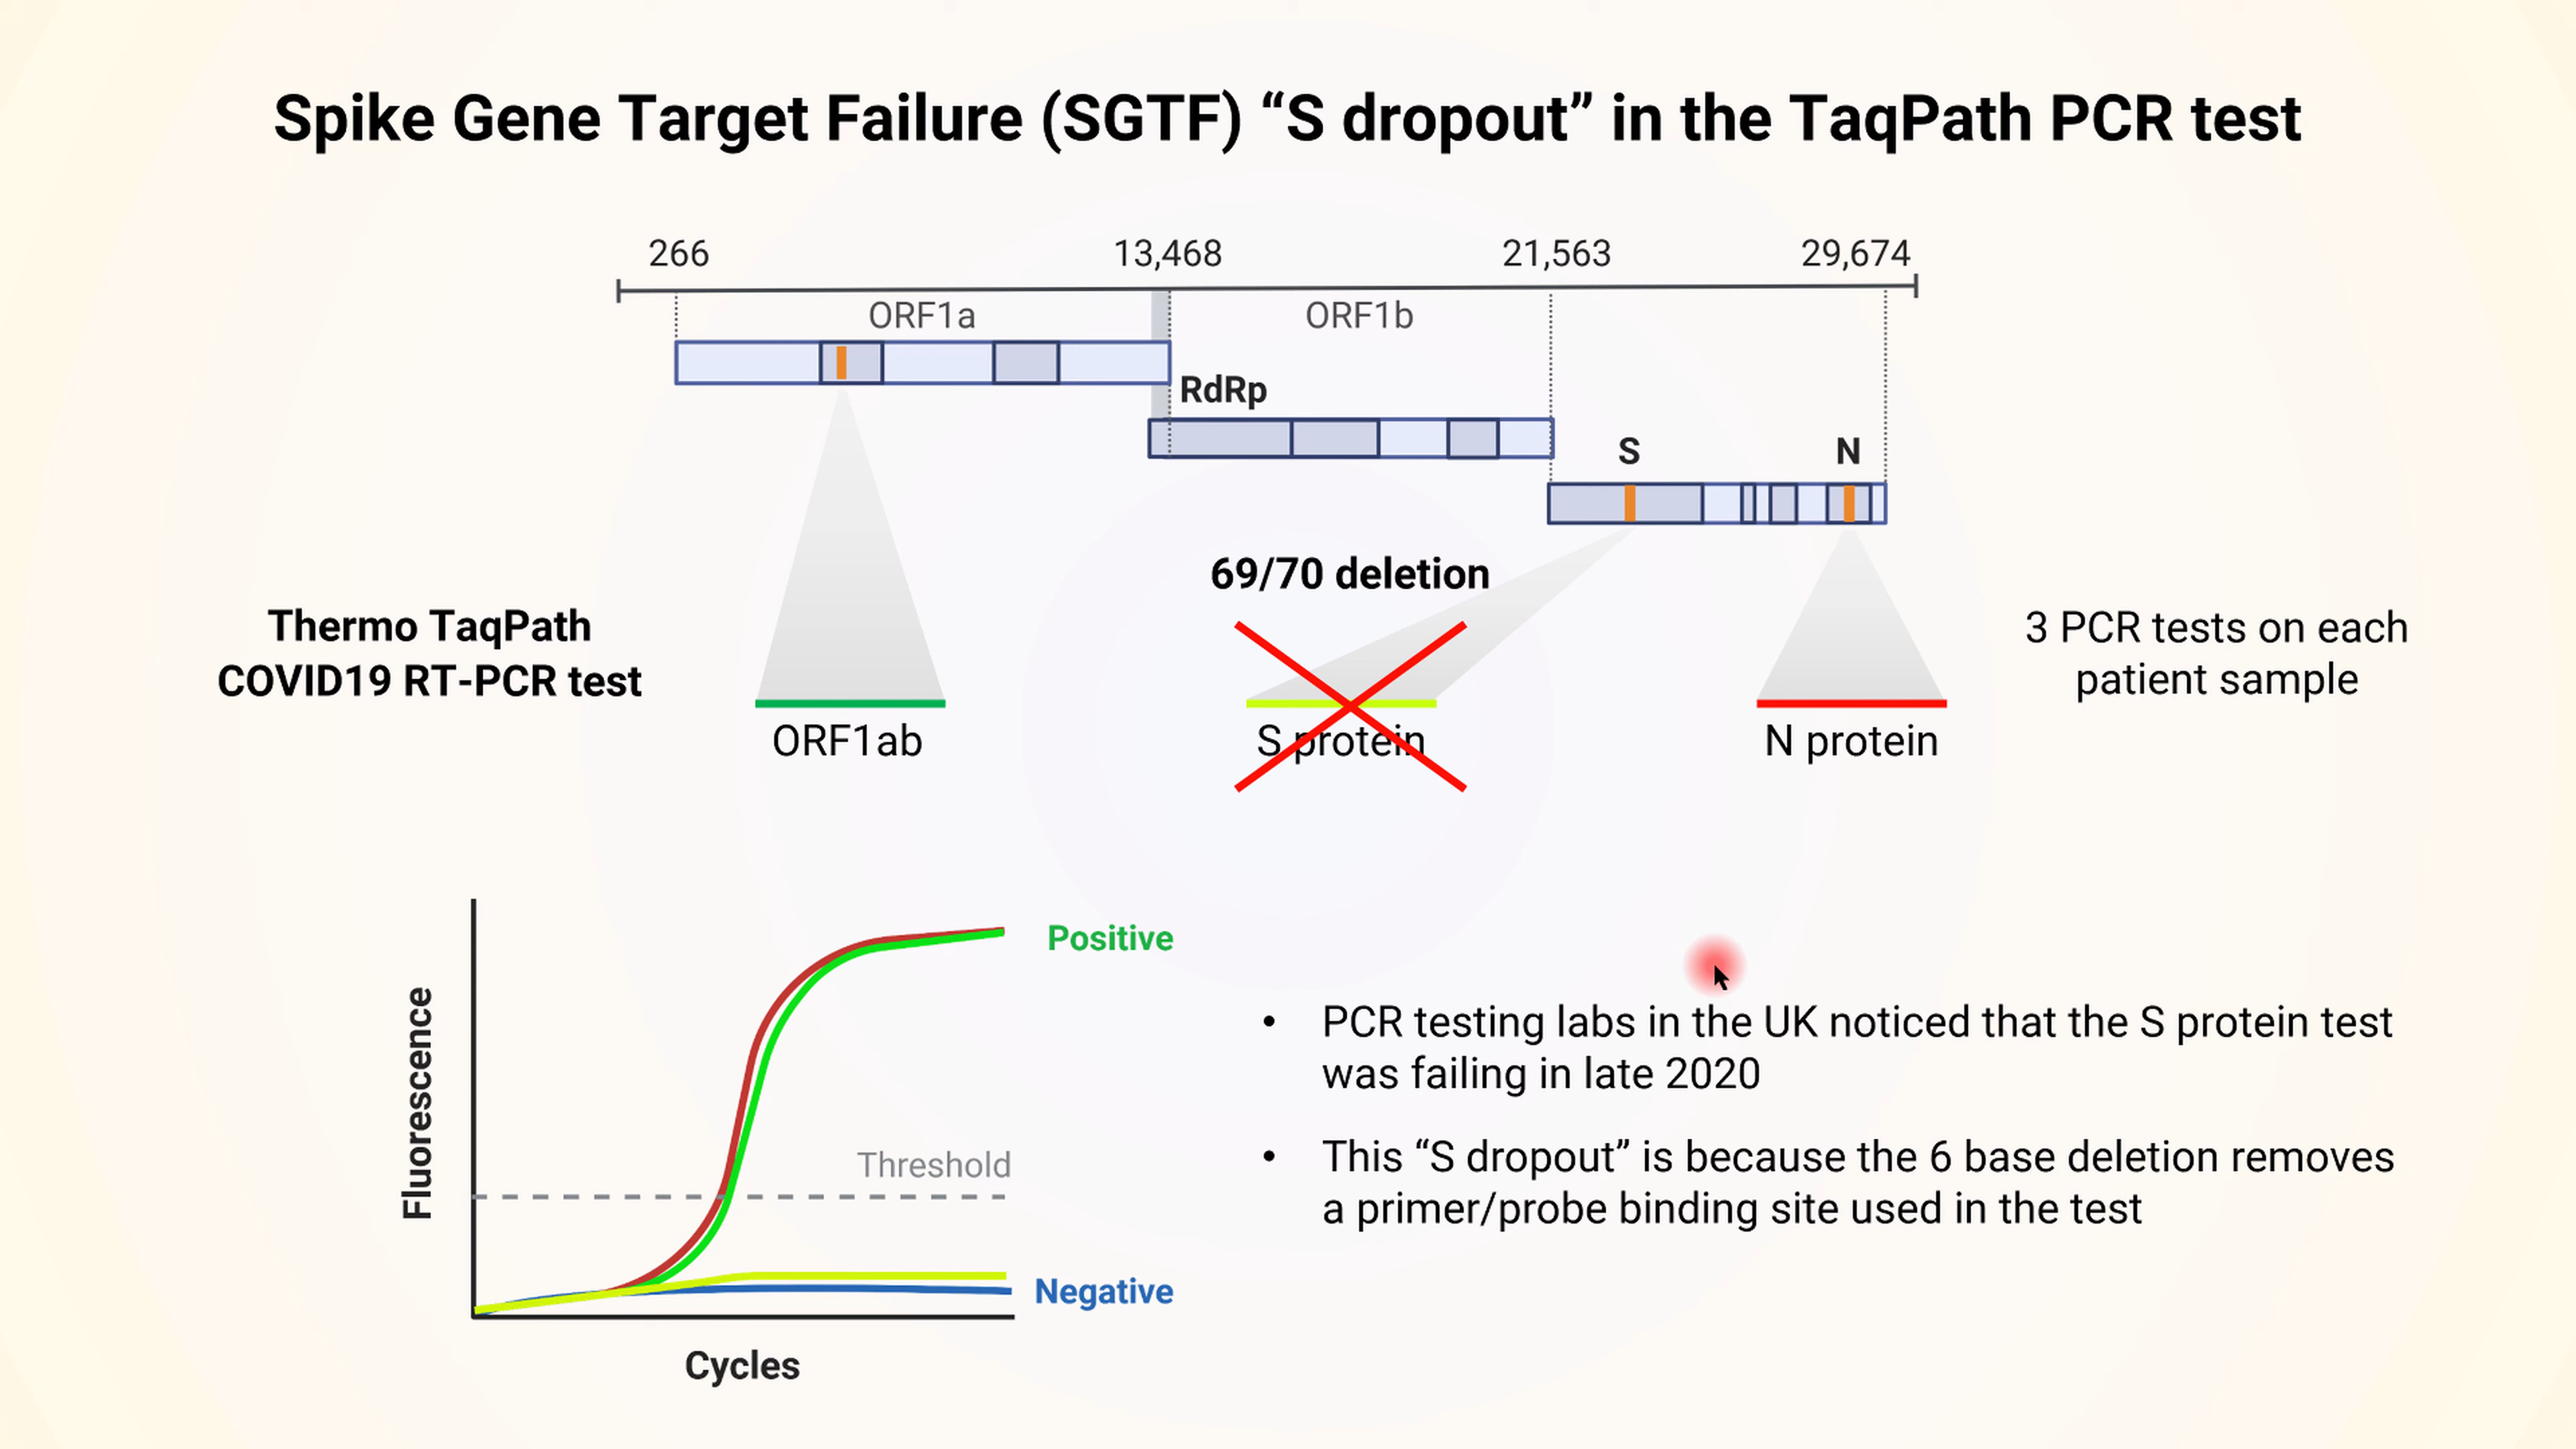 Spike Gene Target Failure (SGTF) “S dropout” in the TaqPath PCR test
266
13,468
21,563
29,674
ORF1a
ORF1b
RdRp
S
N
69/70 deletion
Thermo TaqPath
COVID19 RT-PCR test
3 PCR tests on each
patient sample
ORF1ab
S protein
N protein
Positive
Fluorescence
Threshold
Negative
Cycles
• PCR testing labs in the UK noticed that the S protein test
was failing in late 2020
• This “S dropout” is because the 6 base deletion removes
a primer/probe binding site used in the test